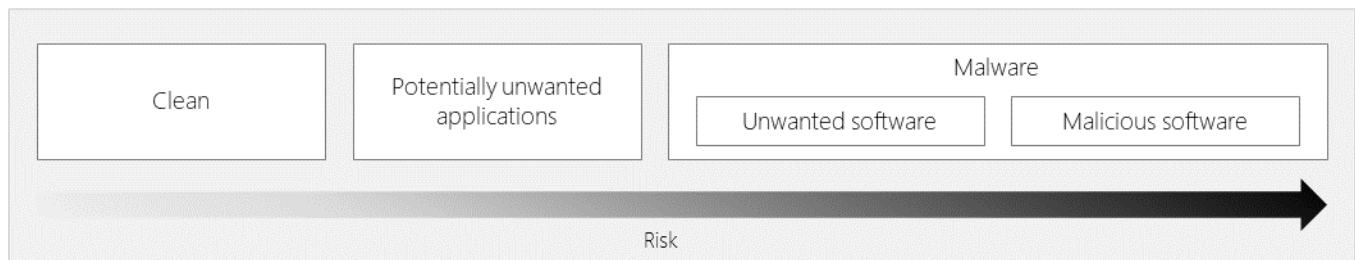 Clean
Potentially unwanted
applications
Malware
Unwanted software
Malicious software
Risk